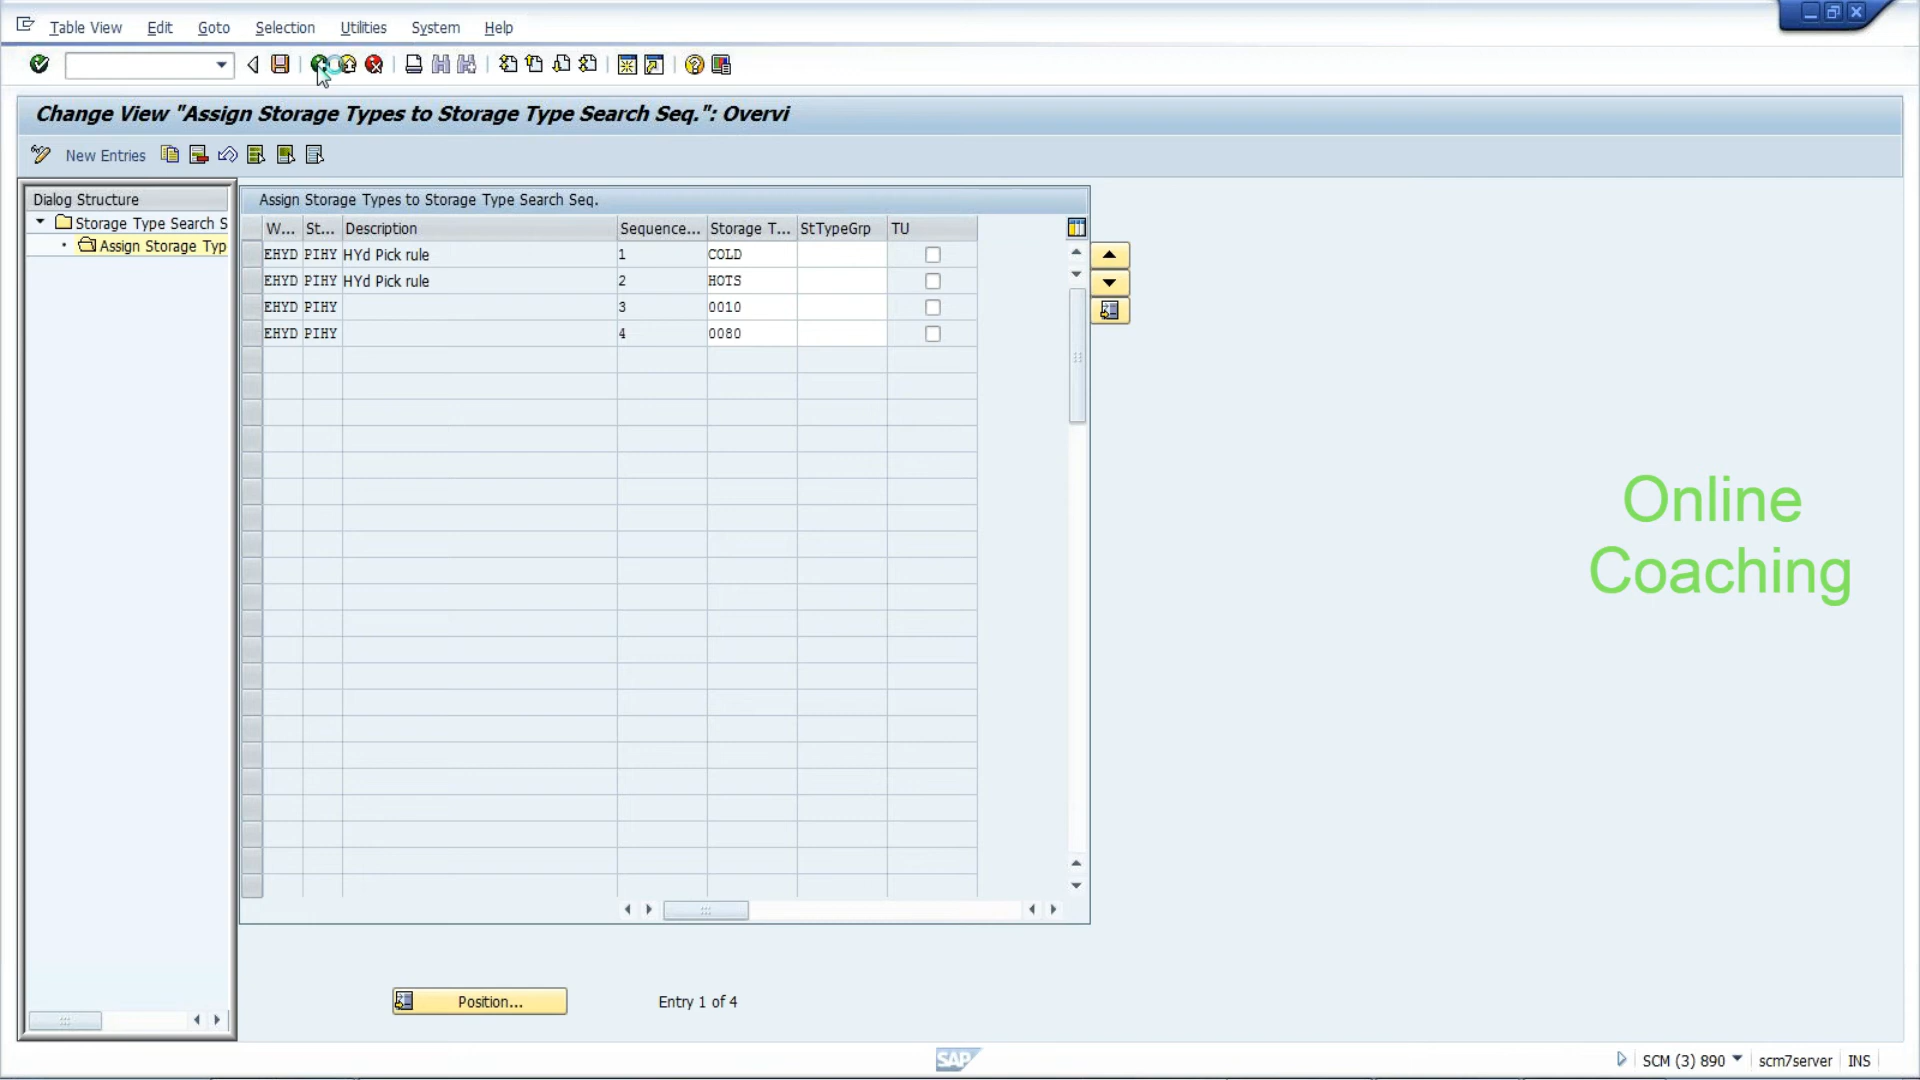 Table View Edit Goto Selection Utilities System Help
Change View "Assign Storage Types to Storage Type Search Seq.": Overvi
New Entries
Dialog Structure
Storage Type Search S
Assign Storage Typ
Assign Storage Types to Storage Type Search Seq.
W... St... Description Sequence... Storage T... StTypeGrp TU
EHYD PIHY HYd Pick rule 1 COLD
EHYD PIHY HYd Pick rule 2 HOTS
EHYD PIHY 3 0010
EHYD PIHY 4 0080
Online
Coaching
Position... Entry 1 of 4
SAP
SCM (3) 890 scm7server INS